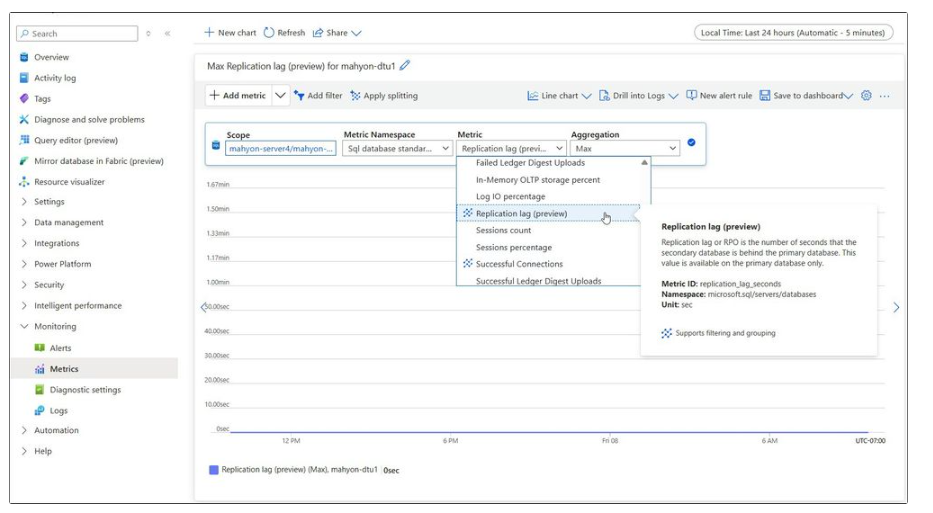 Search
Overview
Activity log
Tags
Diagnose and solve problems
Query editor (preview)
Mirror database in Fabric (preview)
Resource visualizer
Settings
Data management
Integrations
Power Platform
Security
Intelligent performance
Monitoring
Alerts
Metrics
Diagnostic settings
Logs
Automation
Help
New chart Refresh Share
Local Time: Last 24 hours (Automatic - 5 minutes)
Max Replication lag (preview) for mahyon-dtu1
Add metric Add filter Apply splitting
Line chart Drill into Logs New alert rule Save to dashboard ...
Scope Metric Namespace Metric Aggregation
mahyon-server4/mahyon-... Sql database standar... Replication lag (previ... Max
Failed Ledger Digest Uploads
In-Memory OLTP storage percent
Log IO percentage
Replication lag (preview)
Sessions count
Sessions percentage
Successful Connections
Successful Ledger Digest Uploads
Replication lag (preview)
Replication lag or RPO is the number of seconds that the
secondary database is behind the primary database. This
value is available on the primary database only.
Metric ID: replication_lag_seconds
Namespace: microsoft.sql/servers/databases
Unit: sec
Supports filtering and grouping
1.67min
1.50min
1.33min
1.17min
1.00min
50.00sec
40.00sec
30.00sec
20.00sec
10.00sec
0sec
12 PM 6 PM Fri 08 6 AM UTC-07:00
Replication lag (preview) (Max), mahyon-dtu1 0sec